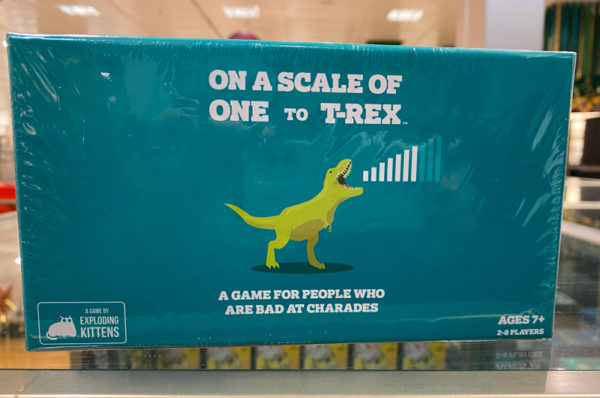 ON A SCALE OF
ONE TO T-REX™
A GAME FOR PEOPLE WHO
ARE BAD AT CHARADES
A GAME BY
EXPLODING
KITTENS
AGES 7+
2-8 PLAYERS